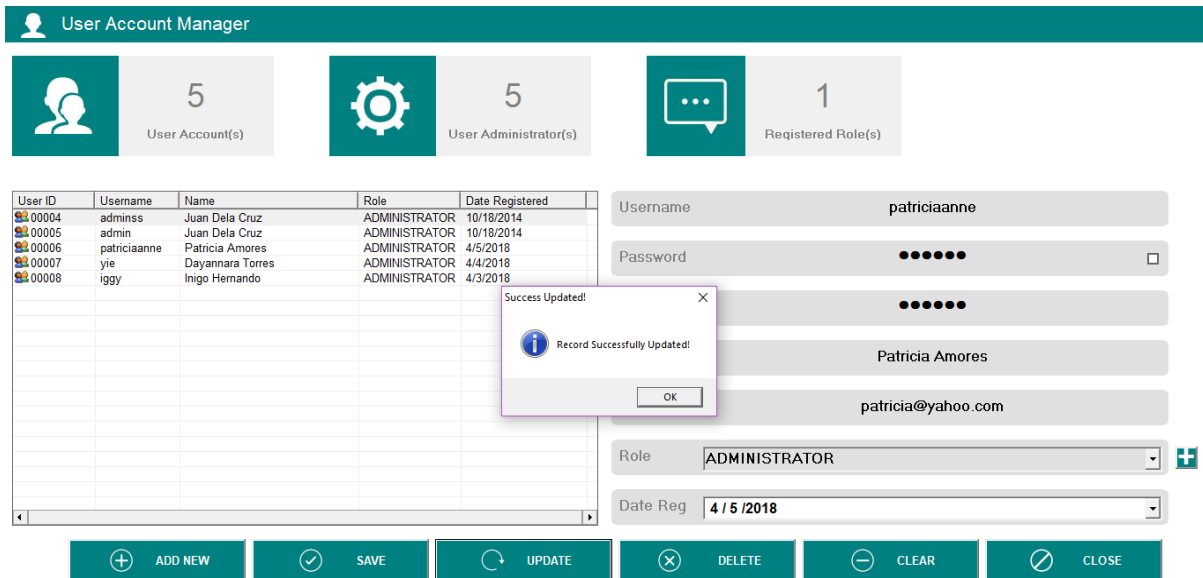 User Account Manager
5
User Account(s)
5
User Administrator(s)
1
Registered Role(s)
User ID Username Name Role Date Registered
00004 adminss Juan Dela Cruz ADMINISTRATOR 10/18/2014
00005 admin Juan Dela Cruz ADMINISTRATOR 10/18/2014
00006 patriciaanne Patricia Amores ADMINISTRATOR 4/5/2018
00007 yie Dayannara Torres ADMINISTRATOR 4/4/2018
00008 iggy Inigo Hernando ADMINISTRATOR 4/3/2018
Username patriciaanne
Password ●●●●●●
●●●●●●
Patricia Amores
patricia@yahoo.com
Role ADMINISTRATOR
Date Reg 4 / 5 /2018
Success Updated!
Record Successfully Updated!
OK
ADD NEW SAVE UPDATE DELETE CLEAR CLOSE